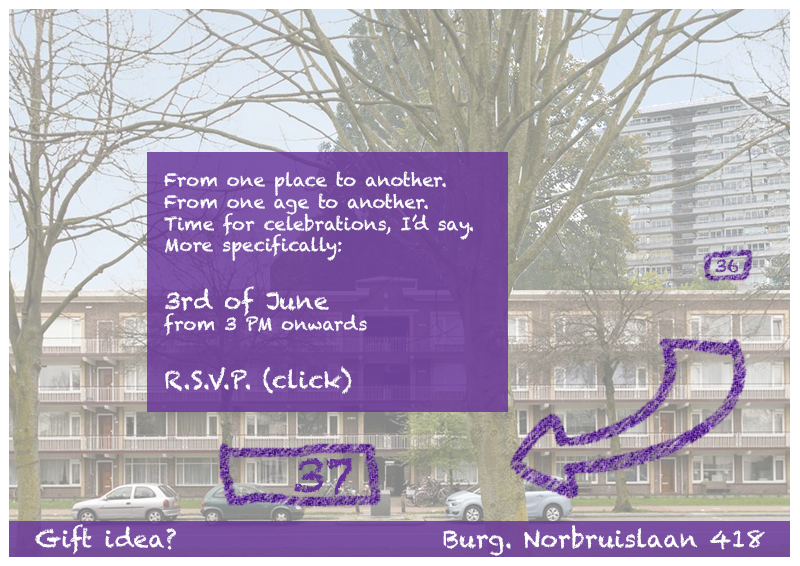 From one place to another.
From one age to another.
Time for celebrations, I'd say.
More specifically:
3rd of June
from 3 PM onwards
R.S.V.P. (click)
36
37
Gift idea?
Burg. Norbruislaan 418